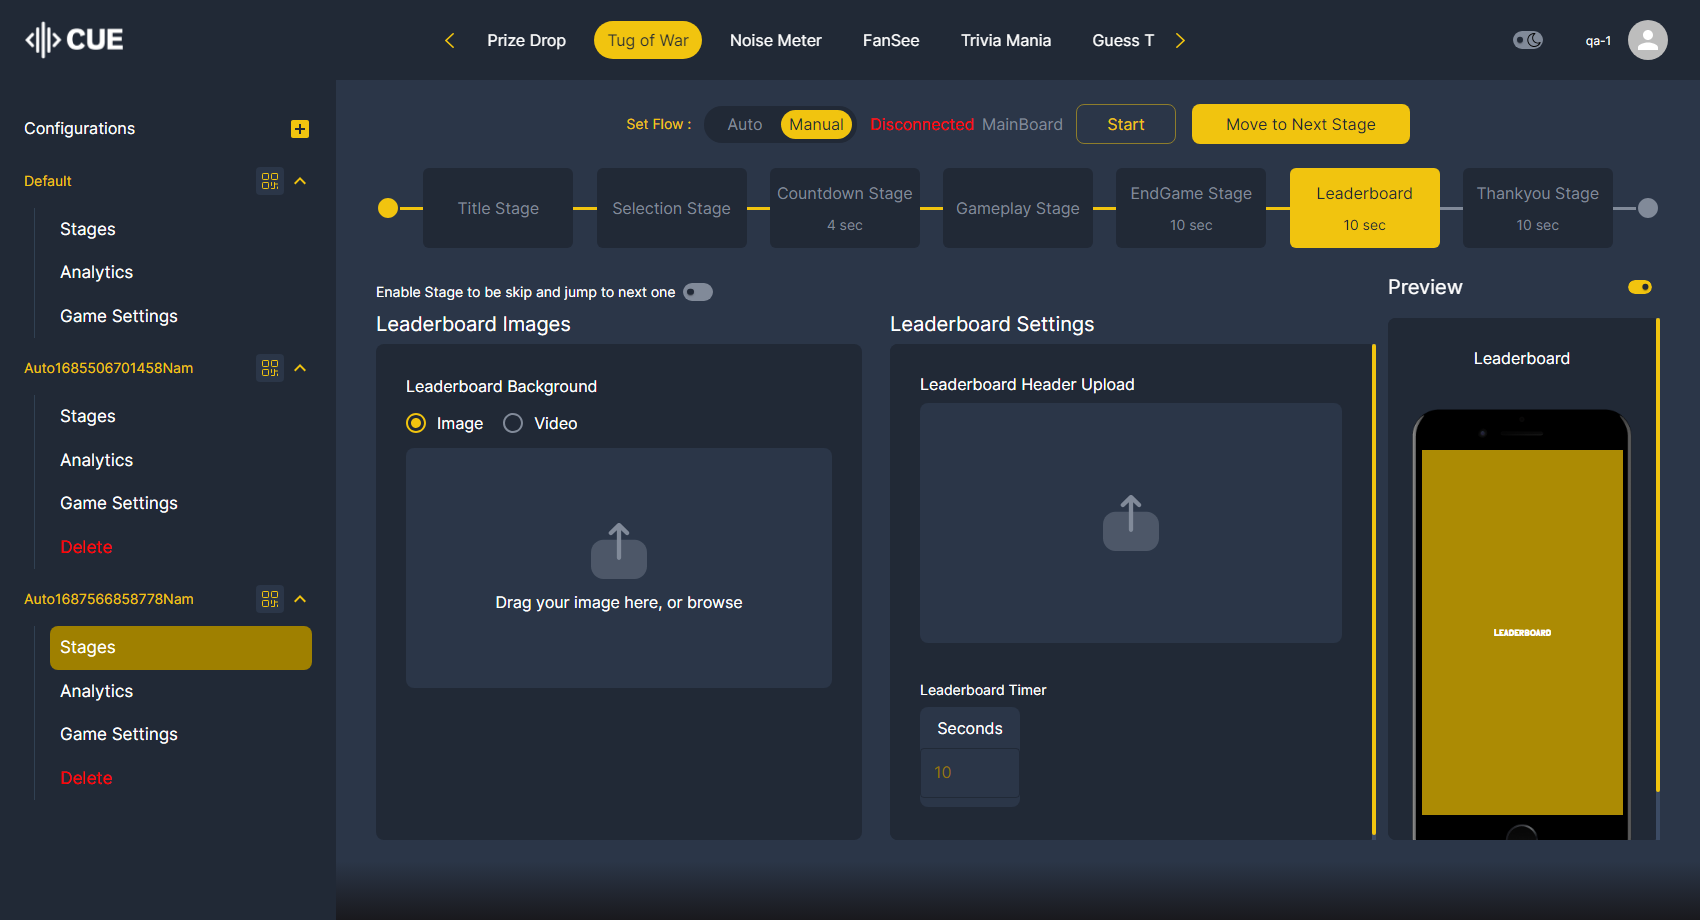 CUE
Prize Drop Tug of War Noise Meter FanSee Trivia Mania Guess T
qa-1
Configurations
Default
Stages
Analytics
Game Settings
Auto1685506701458Nam
Stages
Analytics
Game Settings
Delete
Auto1687566858778Nam
Stages
Analytics
Game Settings
Delete
Set Flow : Auto Manual Disconnected MainBoard Start Move to Next Stage
Title Stage
Selection Stage
Countdown Stage
4 sec
Gameplay Stage
EndGame Stage
10 sec
Leaderboard
10 sec
Thankyou Stage
10 sec
Enable Stage to be skip and jump to next one
Leaderboard Images
Leaderboard Background
Image Video
Drag your image here, or browse
Leaderboard Settings
Leaderboard Header Upload
Leaderboard Timer
Seconds
10
Preview
Leaderboard
LEADERBOARD